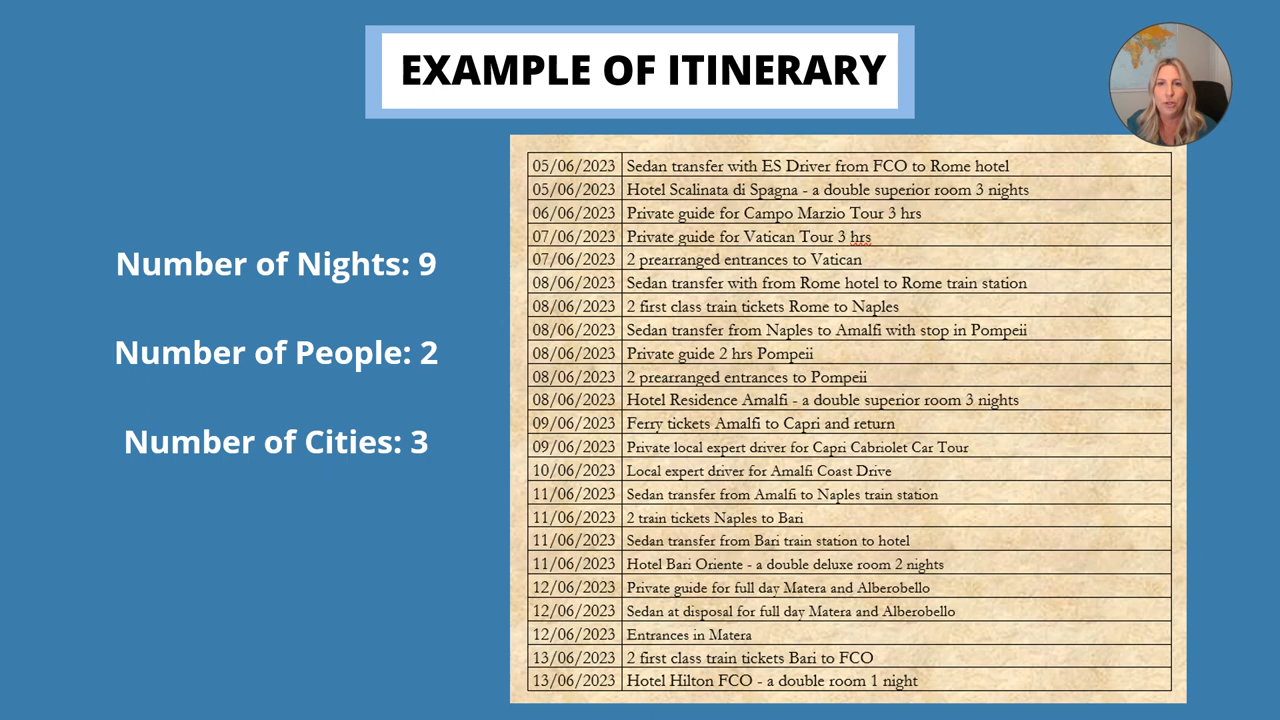 EXAMPLE OF ITINERARY
Number of Nights: 9
Number of People: 2
Number of Cities: 3
05/06/2023 Sedan transfer with ES Driver from FCO to Rome hotel
05/06/2023 Hotel Scalinata di Spagna - a double superior room 3 nights
06/06/2023 Private guide for Campo Marzio Tour 3 hrs
07/06/2023 Private guide for Vatican Tour 3 hrs
07/06/2023 2 prearranged entrances to Vatican
08/06/2023 Sedan transfer with from Rome hotel to Rome train station
08/06/2023 2 first class train tickets Rome to Naples
08/06/2023 Sedan transfer from Naples to Amalfi with stop in Pompeii
08/06/2023 Private guide 2 hrs Pompeii
08/06/2023 2 prearranged entrances to Pompeii
08/06/2023 Hotel Residence Amalfi - a double superior room 3 nights
09/06/2023 Ferry tickets Amalfi to Capri and return
09/06/2023 Private local expert driver for Capri Cabriolet Car Tour
10/06/2023 Local expert driver for Amalfi Coast Drive
11/06/2023 Sedan transfer from Amalfi to Naples train station
11/06/2023 2 train tickets Naples to Bari
11/06/2023 Sedan transfer from Bari train station to hotel
11/06/2023 Hotel Bari Oriente - a double deluxe room 2 nights
12/06/2023 Private guide for full day Matera and Alberobello
12/06/2023 Sedan at disposal for full day Matera and Alberobello
12/06/2023 Entrances in Matera
13/06/2023 2 first class train tickets Bari to FCO
13/06/2023 Hotel Hilton FCO - a double room 1 night